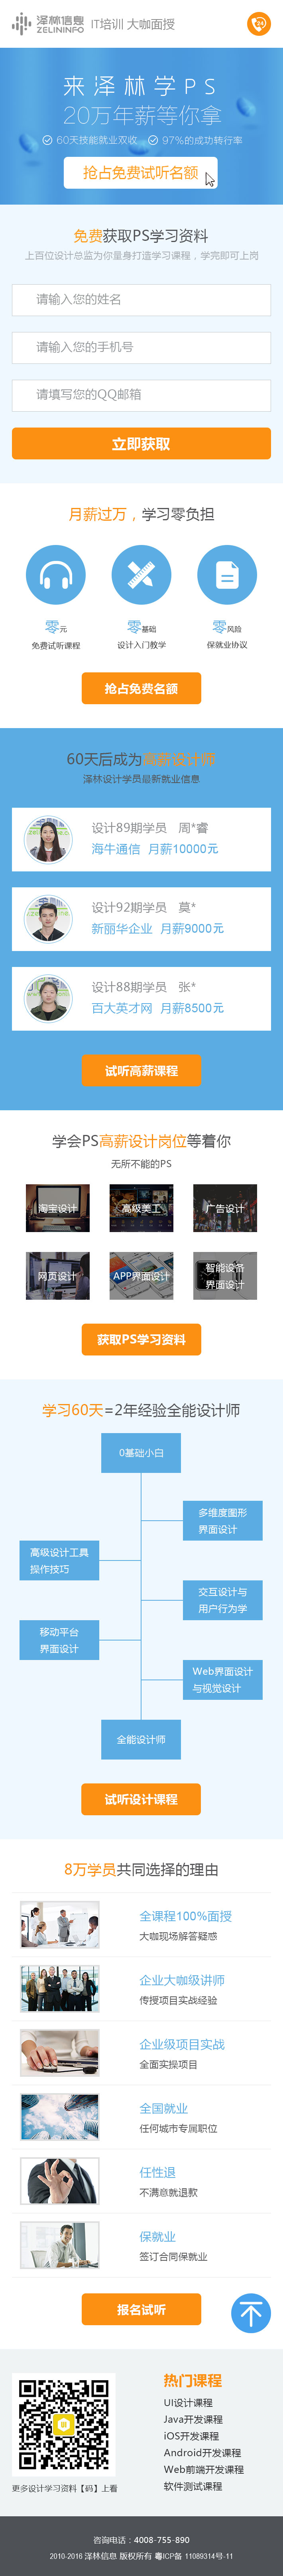 泽林信息
ZELININFO
IT培训 大咖面授
24
来泽林学PS
20万年薪等你拿
60天技能就业双收
97%的成功转行率
抢占免费试听名额
免费获取PS学习资料
上百位设计总监为你量身打造学习课程，学完即可上岗
请输入您的姓名
请输入您的手机号
请填写您的QQ邮箱
立即获取
月薪过万，学习零负担
零元
免费试听课程
零基础
设计入门教学
零风险
保就业协议
抢占免费名额
60天后成为高薪设计师
泽林设计学员最新就业信息
设计89期学员 周*睿
海牛通信 月薪10000元
设计92期学员 莫*
新丽华企业 月薪9000元
设计88期学员 张*
百大英才网 月薪8500元
试听高薪课程
学会PS高薪设计岗位等着你
无所不能的PS
淘宝设计
高级美工
广告设计
网页设计
APP界面设计
智能设备
界面设计
获取PS学习资料
学习60天=2年经验全能设计师
0基础小白
多维度图形
界面设计
高级设计工具
操作技巧
交互设计与
用户行为学
移动平台
界面设计
Web界面设计
与视觉设计
全能设计师
试听设计课程
8万学员共同选择的理由
全课程100%面授
大咖现场解答疑惑
企业大咖级讲师
传授项目实战经验
企业级项目实战
全面实操项目
全国就业
任何城市专属职位
任性退
不满意就退款
保就业
签订合同保就业
报名试听
更多设计学习资料【码】上看
热门课程
UI设计课程
Java开发课程
iOS开发课程
Android开发课程
Web前端开发课程
软件测试课程
咨询电话：4008-755-890
2010-2016 泽林信息 版权所有 粤ICP备 11089314号-11